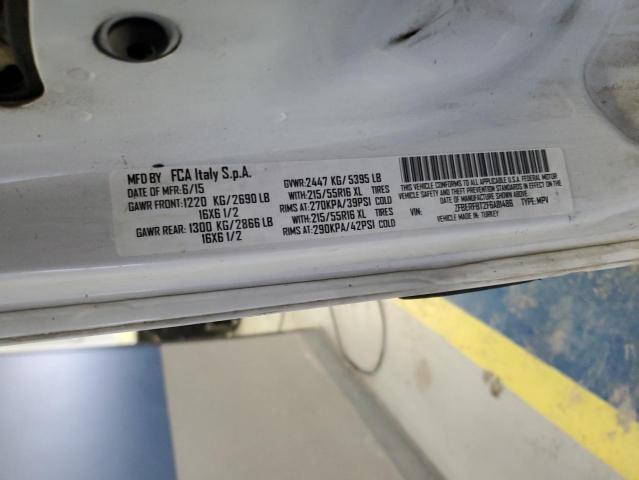 MFD BY FCA Italy S.p.A.
DATE OF MFR: 6/15
GAWR FRONT: 1220 KG/2690 LB
16X6 1/2
GAWR REAR: 1300 KG/2866 LB
16X6 1/2
GVWR: 2447 KG/ 5395 LB
WITH: 215/55R16 XL TIRES
RIMS AT: 270KPA/39PSI COLD
WITH: 215/55R16 XL TIRES
RIMS AT: 290KPA/42PSI COLD
THIS VEHICLE CONFORMS TO ALL APPLICABLE U.S.A. FEDERAL MOTOR
VEHICLE SAFETY STANDARDS IN EFFECT ON THE
DATE OF MANUFACTURE SHOWN ABOVE.
VIN: TYPE: MPV
MADE IN: TURKEY